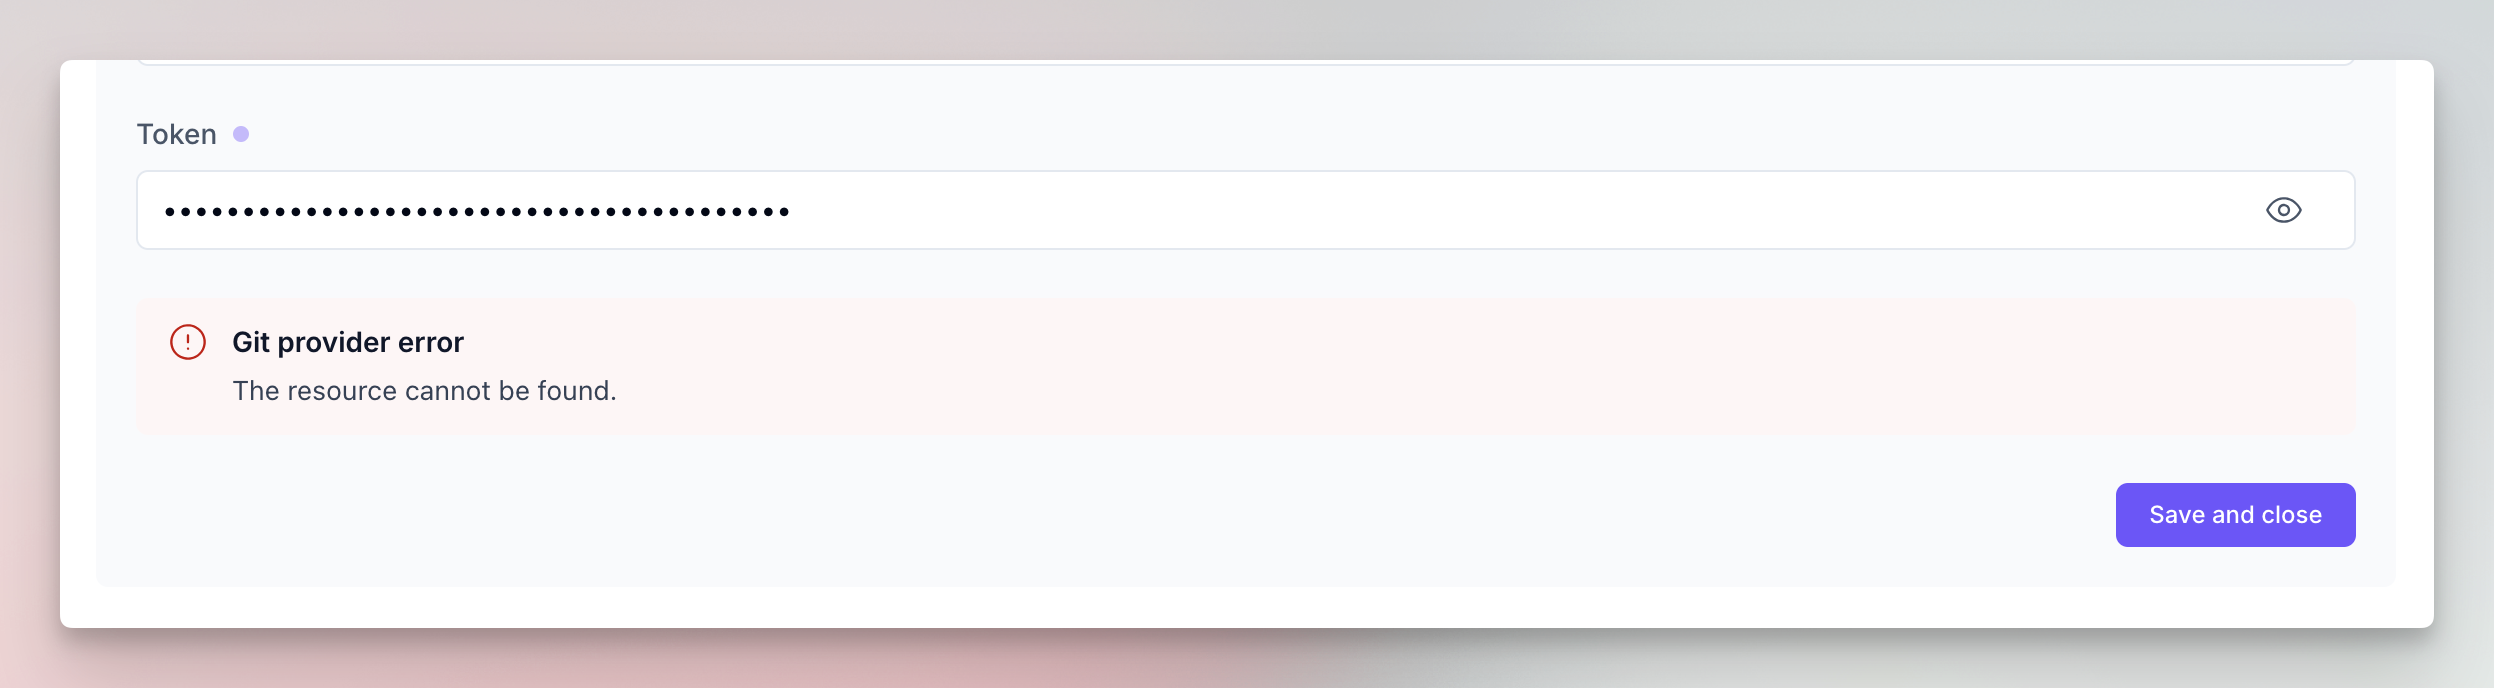 Token
••••••••••••••••••••••••••••••••••••••••
Git provider error
The resource cannot be found.
Save and close